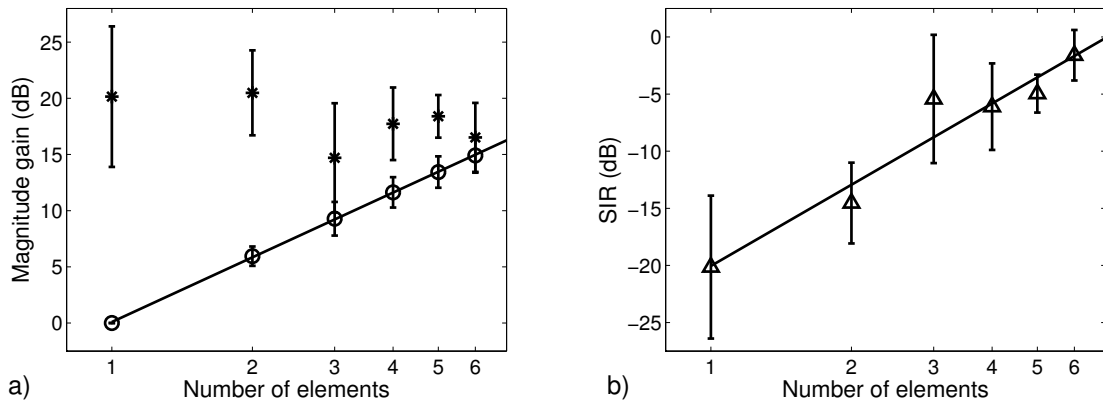 25
20
15
10
5
0
Magnitude gain (dB)
1 2 3 4 5 6
Number of elements
a)
0
−5
−10
−15
−20
−25
SIR (dB)
1 2 3 4 5 6
Number of elements
b)